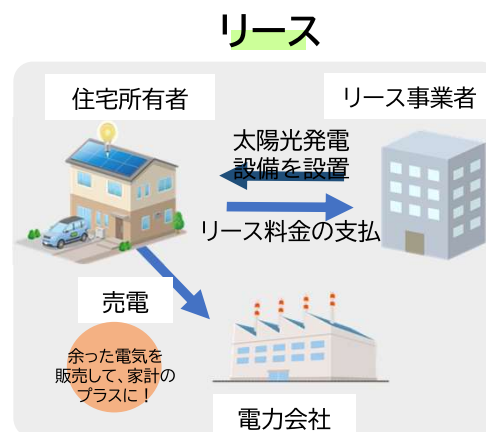 リース
住宅所有者
リース事業者
太陽光発電
設備を設置
リース料金の支払
売電
余った電気を
販売して、家計の
プラスに！
電力会社